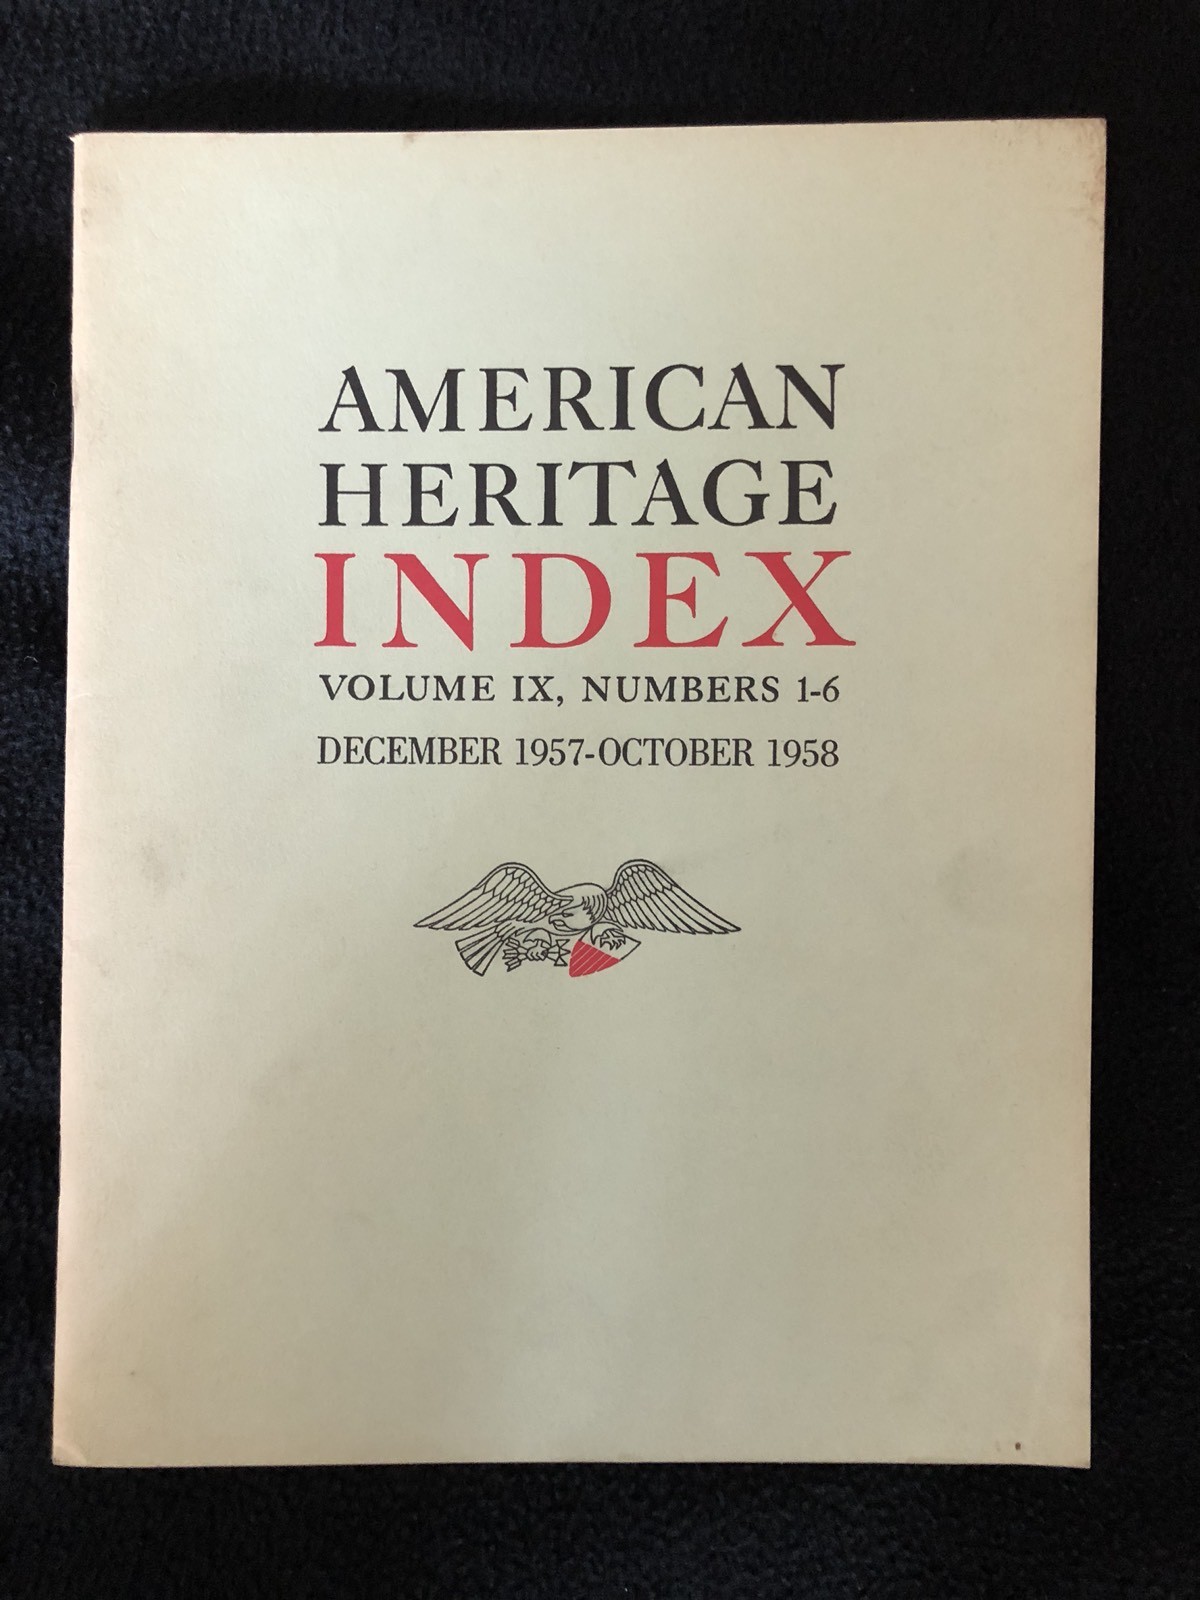 AMERICAN
HERITAGE
INDEX
VOLUME IX, NUMBERS 1-6
DECEMBER 1957-OCTOBER 1958